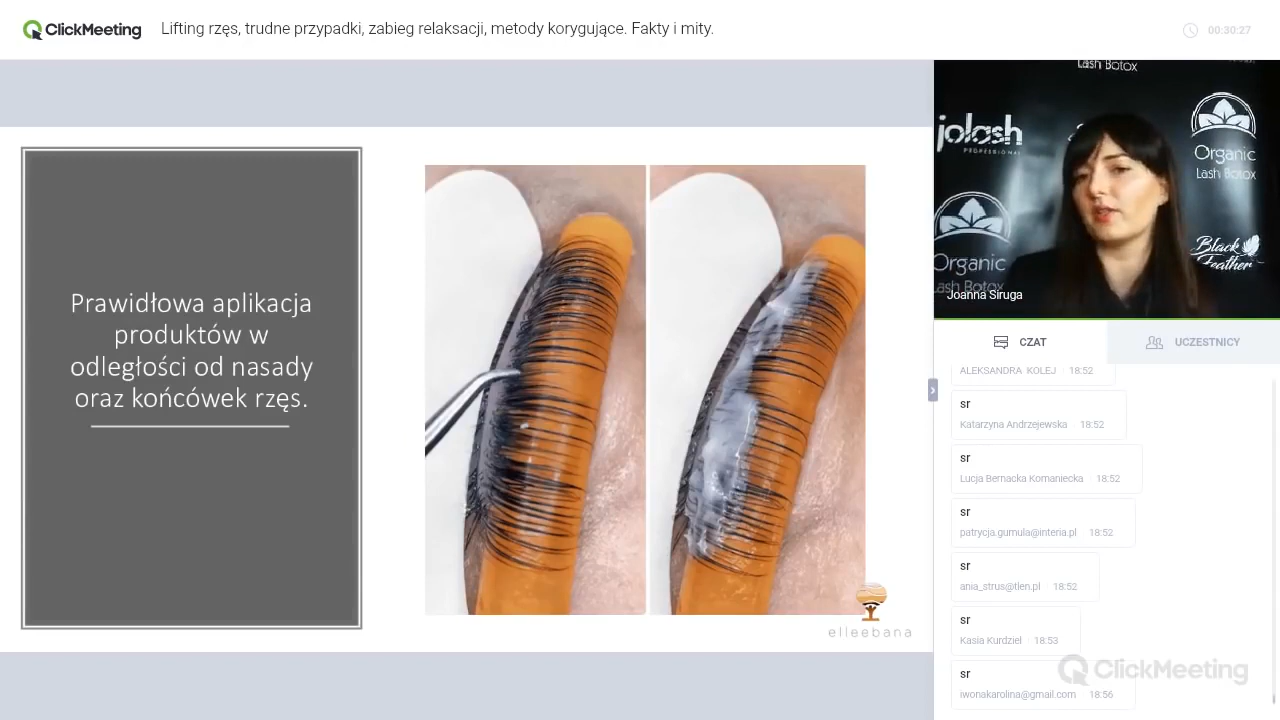 ClickMeeting
Lifting rzęs, trudne przypadki, zabieg relaksacji, metody korygujące. Fakty i mity.
00:30:27
Prawidłowa aplikacja
produktów w
odległości od nasady
oraz końcówek rzęs.
elleebana
Lash Botox
jolash
PROFESSIONAL
Organic
Lash Botox
Organic
Lash Botox
Black
Feather
Joanna Siruga
CZAT
UCZESTNICY
ALEKSANDRA KOLEJ 18:52
sr
Katarzyna Andrzejewska 18:52
sr
Lucja Bernacka Komaniecka 18:52
sr
patrycja.gumula@interia.pl 18:52
sr
ania_strus@tlen.pl 18:52
sr
Kasia Kurdziel 18:53
sr
iwonakarolina@gmail.com 18:56
ClickMeeting